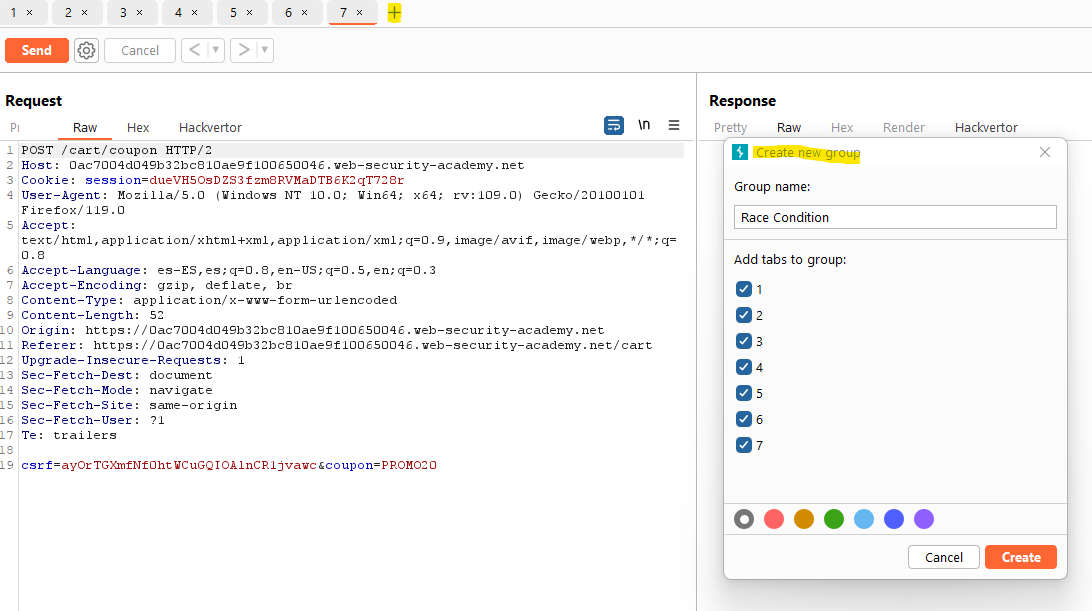 1 × 2 × 3 × 4 × 5 × 6 × 7 × +
Send Cancel < ▼ > ▼
Request
Raw Hex Hackvertor \n ≡
1 POST /cart/coupon HTTP/2
2 Host: 0ac7004d049b32bc810ae9f100650046.web-security-academy.net
3 Cookie: session=dueVH5OsDZS3fzm8RVMaDTB6K2qT728r
4 User-Agent: Mozilla/5.0 (Windows NT 10.0; Win64; x64; rv:109.0) Gecko/20100101
Firefox/119.0
5 Accept:
text/html,application/xhtml+xml,application/xml;q=0.9,image/avif,image/webp,*/*;q=
0.8
6 Accept-Language: es-ES,es;q=0.8,en-US;q=0.5,en;q=0.3
7 Accept-Encoding: gzip, deflate, br
8 Content-Type: application/x-www-form-urlencoded
9 Content-Length: 52
10 Origin: https://0ac7004d049b32bc810ae9f100650046.web-security-academy.net
11 Referer: https://0ac7004d049b32bc810ae9f100650046.web-security-academy.net/cart
12 Upgrade-Insecure-Requests: 1
13 Sec-Fetch-Dest: document
14 Sec-Fetch-Mode: navigate
15 Sec-Fetch-Site: same-origin
16 Sec-Fetch-User: ?1
17 Te: trailers
18
19 csrf=ayOrTGXmfNf0htWCuGQIOAlnCR1jvawc&coupon=PROMO20
Response
Pretty Raw Hex Render Hackvertor
Create new group
Group name:
Race Condition
Add tabs to group:
1
2
3
4
5
6
7
Cancel Create